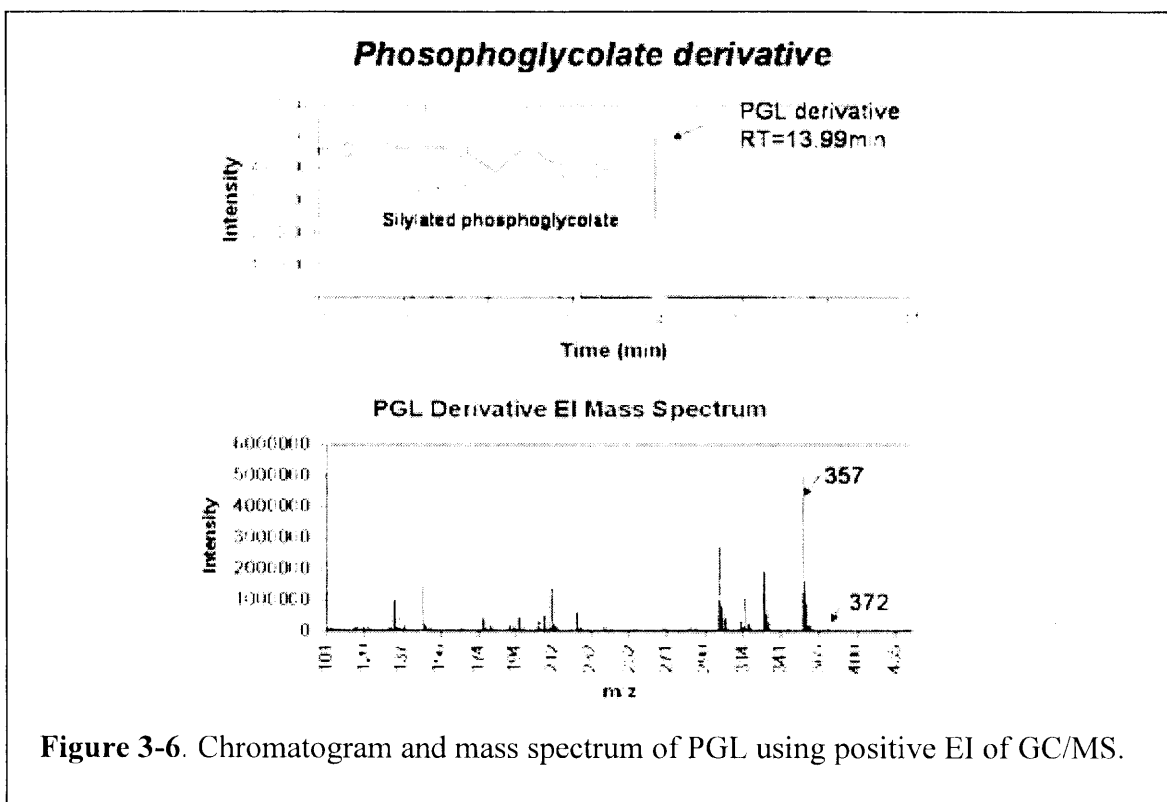 Phosophoglycolate derivative
PGL derivative
RT=13.99min
Intensity
Silylated phosphoglycolate
Time (min)
PGL Derivative EI Mass Spectrum
6000000
5000000
4000000
3000000
2000000
1000000
0
Intensity
357
372
m z
Figure 3-6. Chromatogram and mass spectrum of PGL using positive EI of GC/MS.